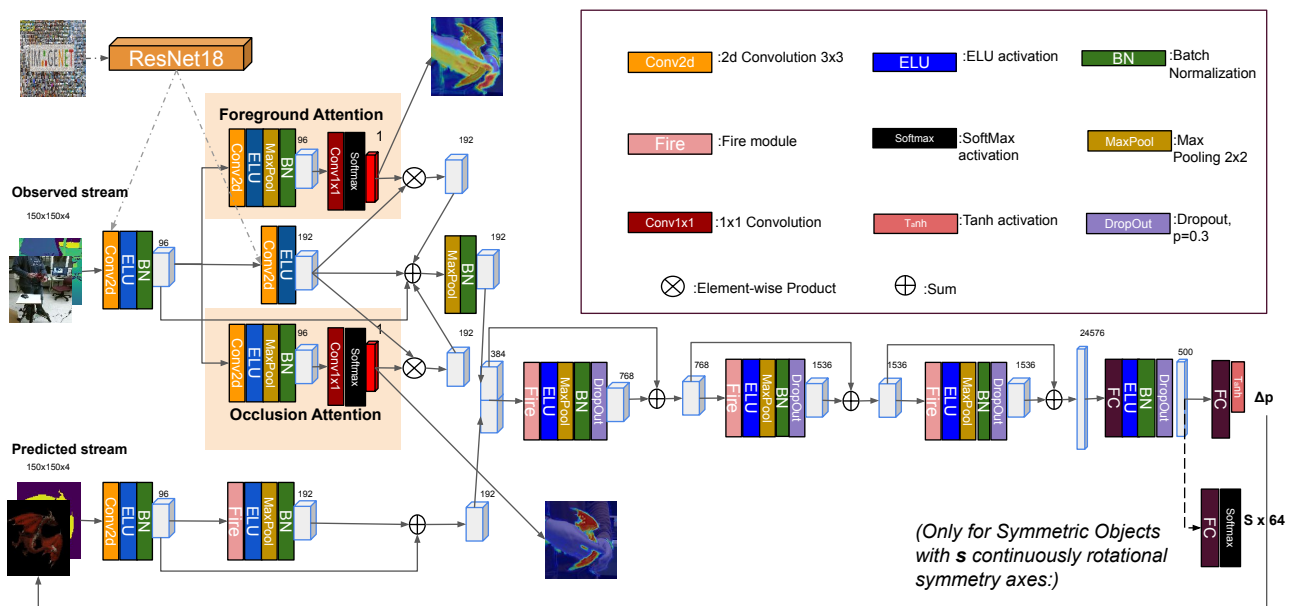 IMAGENET
ResNet18
Foreground Attention
Conv2d
ELU
MaxPool
BN
96
Conv1x1
Softmax
1
192
Observed stream
150x150x4
Conv2d
ELU
BN
96
Conv2d
ELU
192
MaxPool
BN
192
Conv2d
ELU
MaxPool
BN
96
Conv1x1
Softmax
1
192
Occlusion Attention
Predicted stream
150x150x4
Conv2d
ELU
BN
96
Fire
ELU
MaxPool
BN
192
192
384
Fire
ELU
MaxPool
BN
DropOut
768
768
Fire
ELU
MaxPool
BN
DropOut
1536
1536
Fire
ELU
MaxPool
BN
DropOut
1536
24576
FC
ELU
BN
DropOut
500
FC
Tanh
Δp
FC
Softmax
S x 64
(Only for Symmetric Objects
with s continuously rotational
symmetry axes:)
Conv2d
:2d Convolution 3x3
ELU
:ELU activation
BN
:Batch
Normalization
Fire
:Fire module
Softmax
:SoftMax
activation
MaxPool
:Max
Pooling 2x2
Conv1x1
:1x1 Convolution
Tanh
:Tanh activation
DropOut
:Dropout,
p=0.3
:Element-wise Product
:Sum